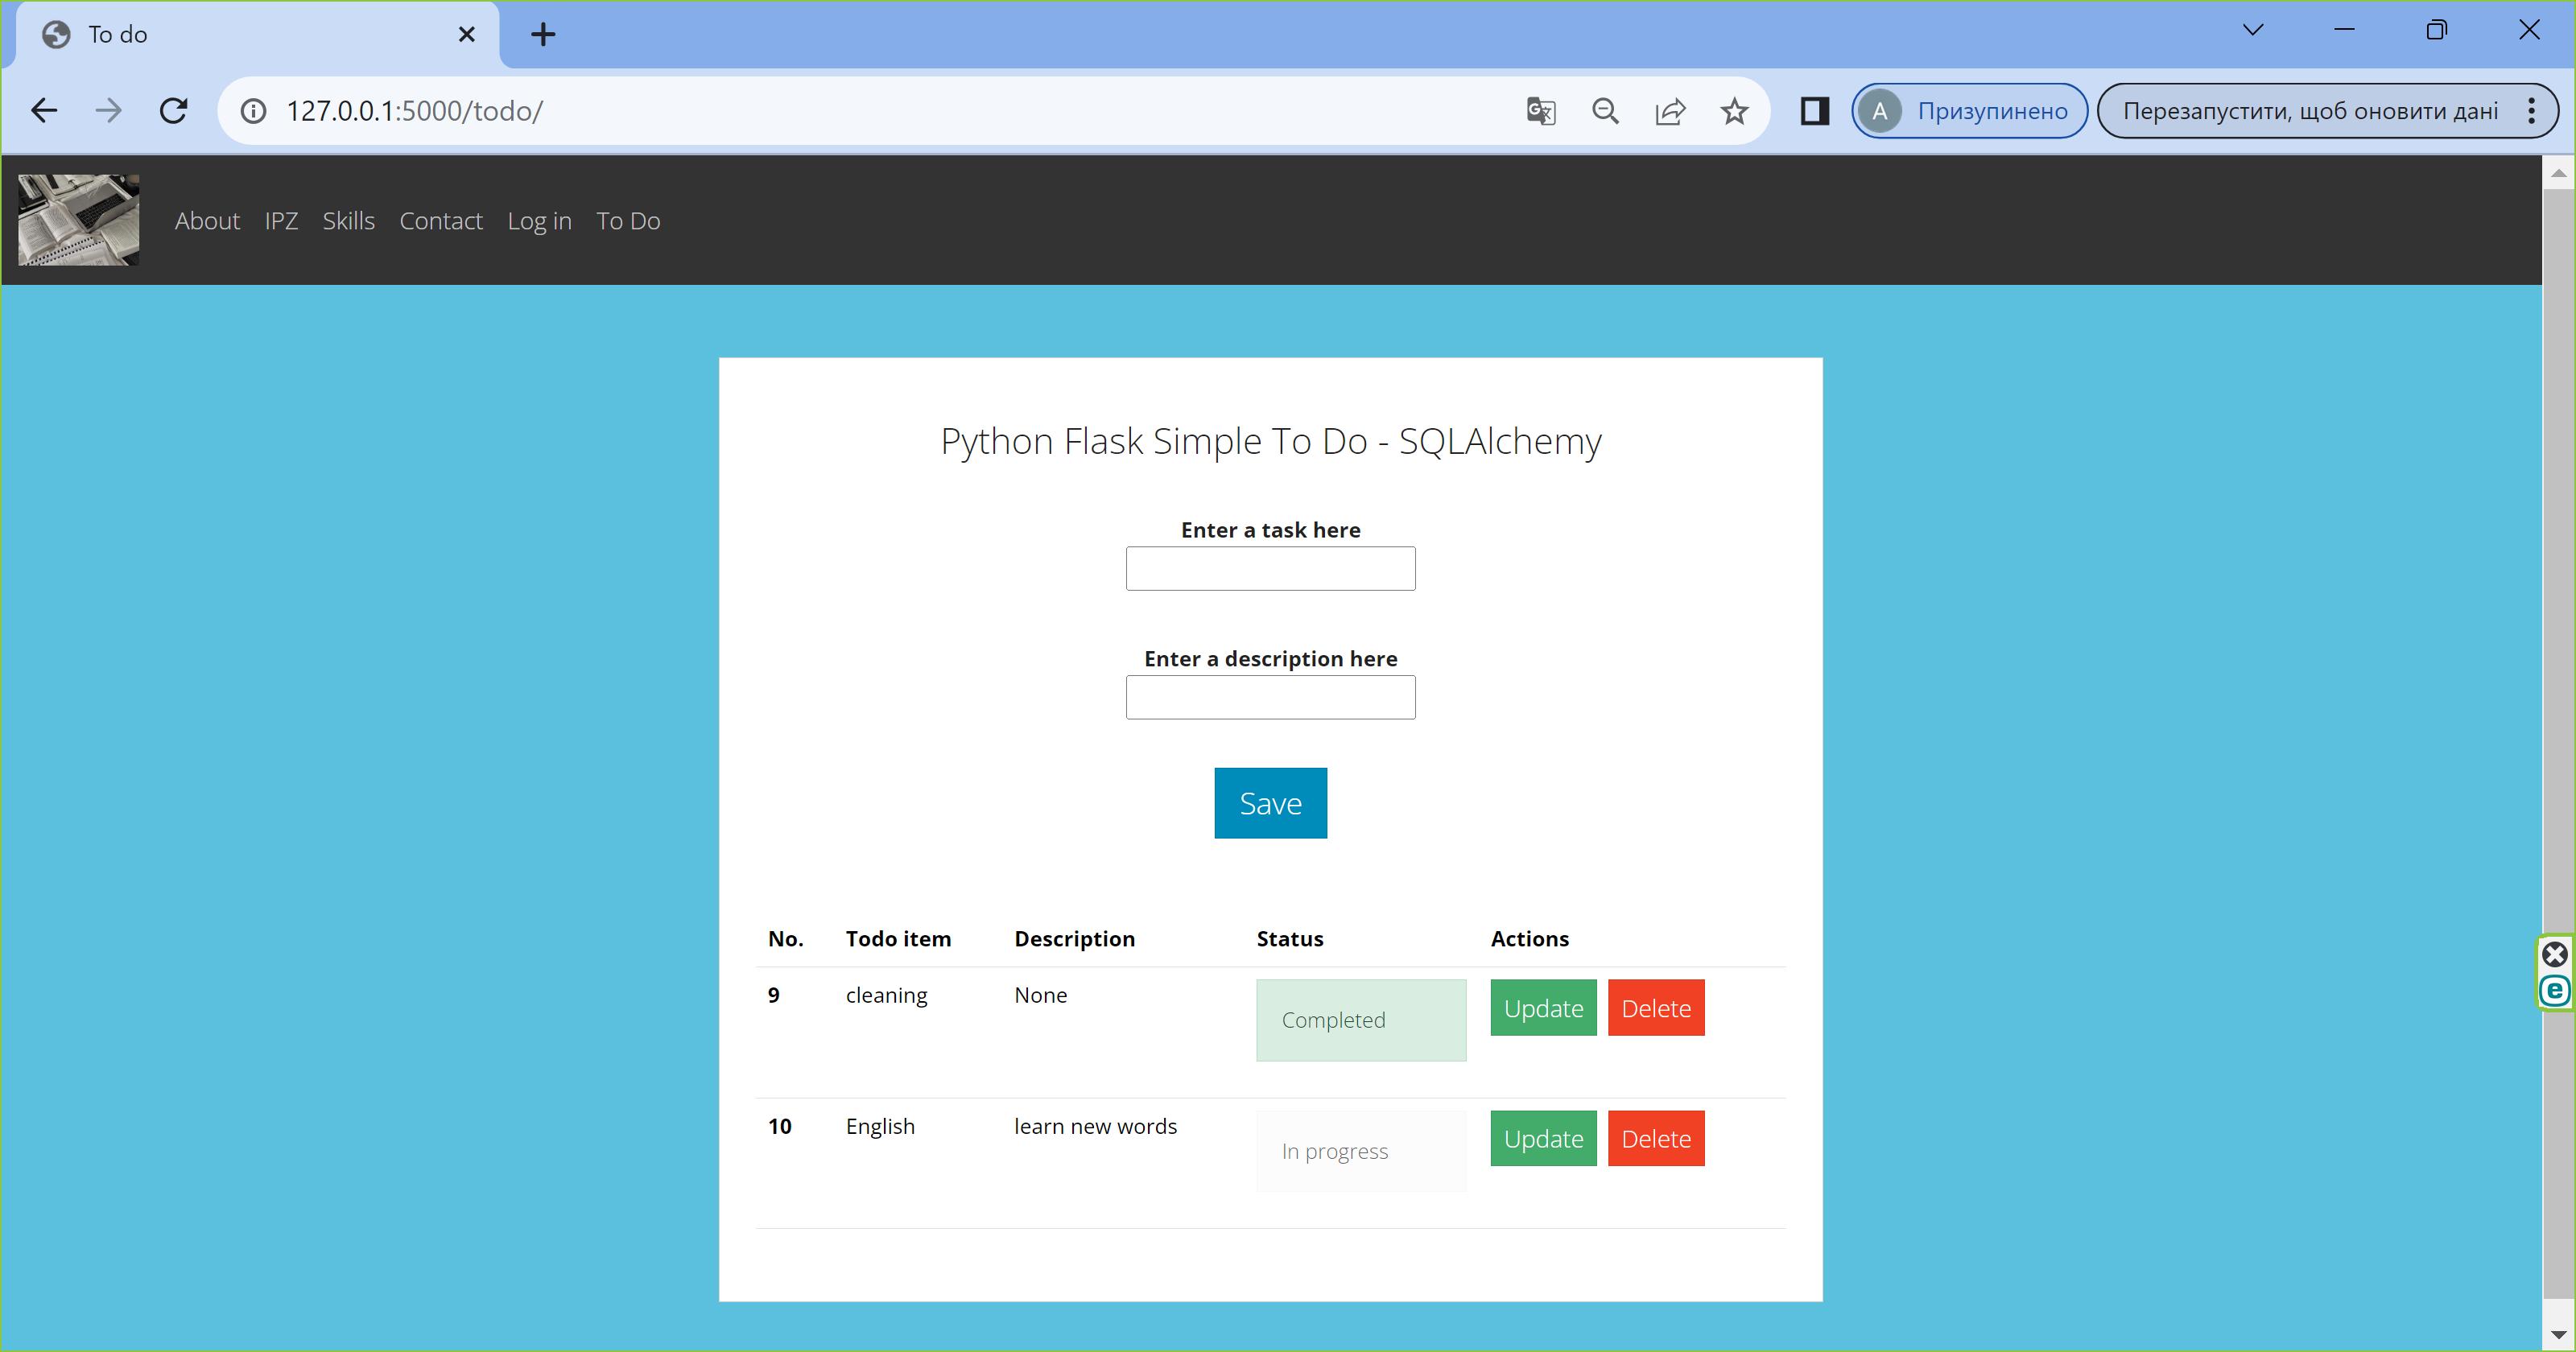 To do
127.0.0.1:5000/todo/
A Призупинено Перезапустити, щоб оновити дані
About IPZ Skills Contact Log in To Do
Python Flask Simple To Do - SQLAlchemy
Enter a task here
Enter a description here
Save
No. Todo item Description Status Actions
9 cleaning None Completed Update Delete
10 English learn new words In progress Update Delete
e